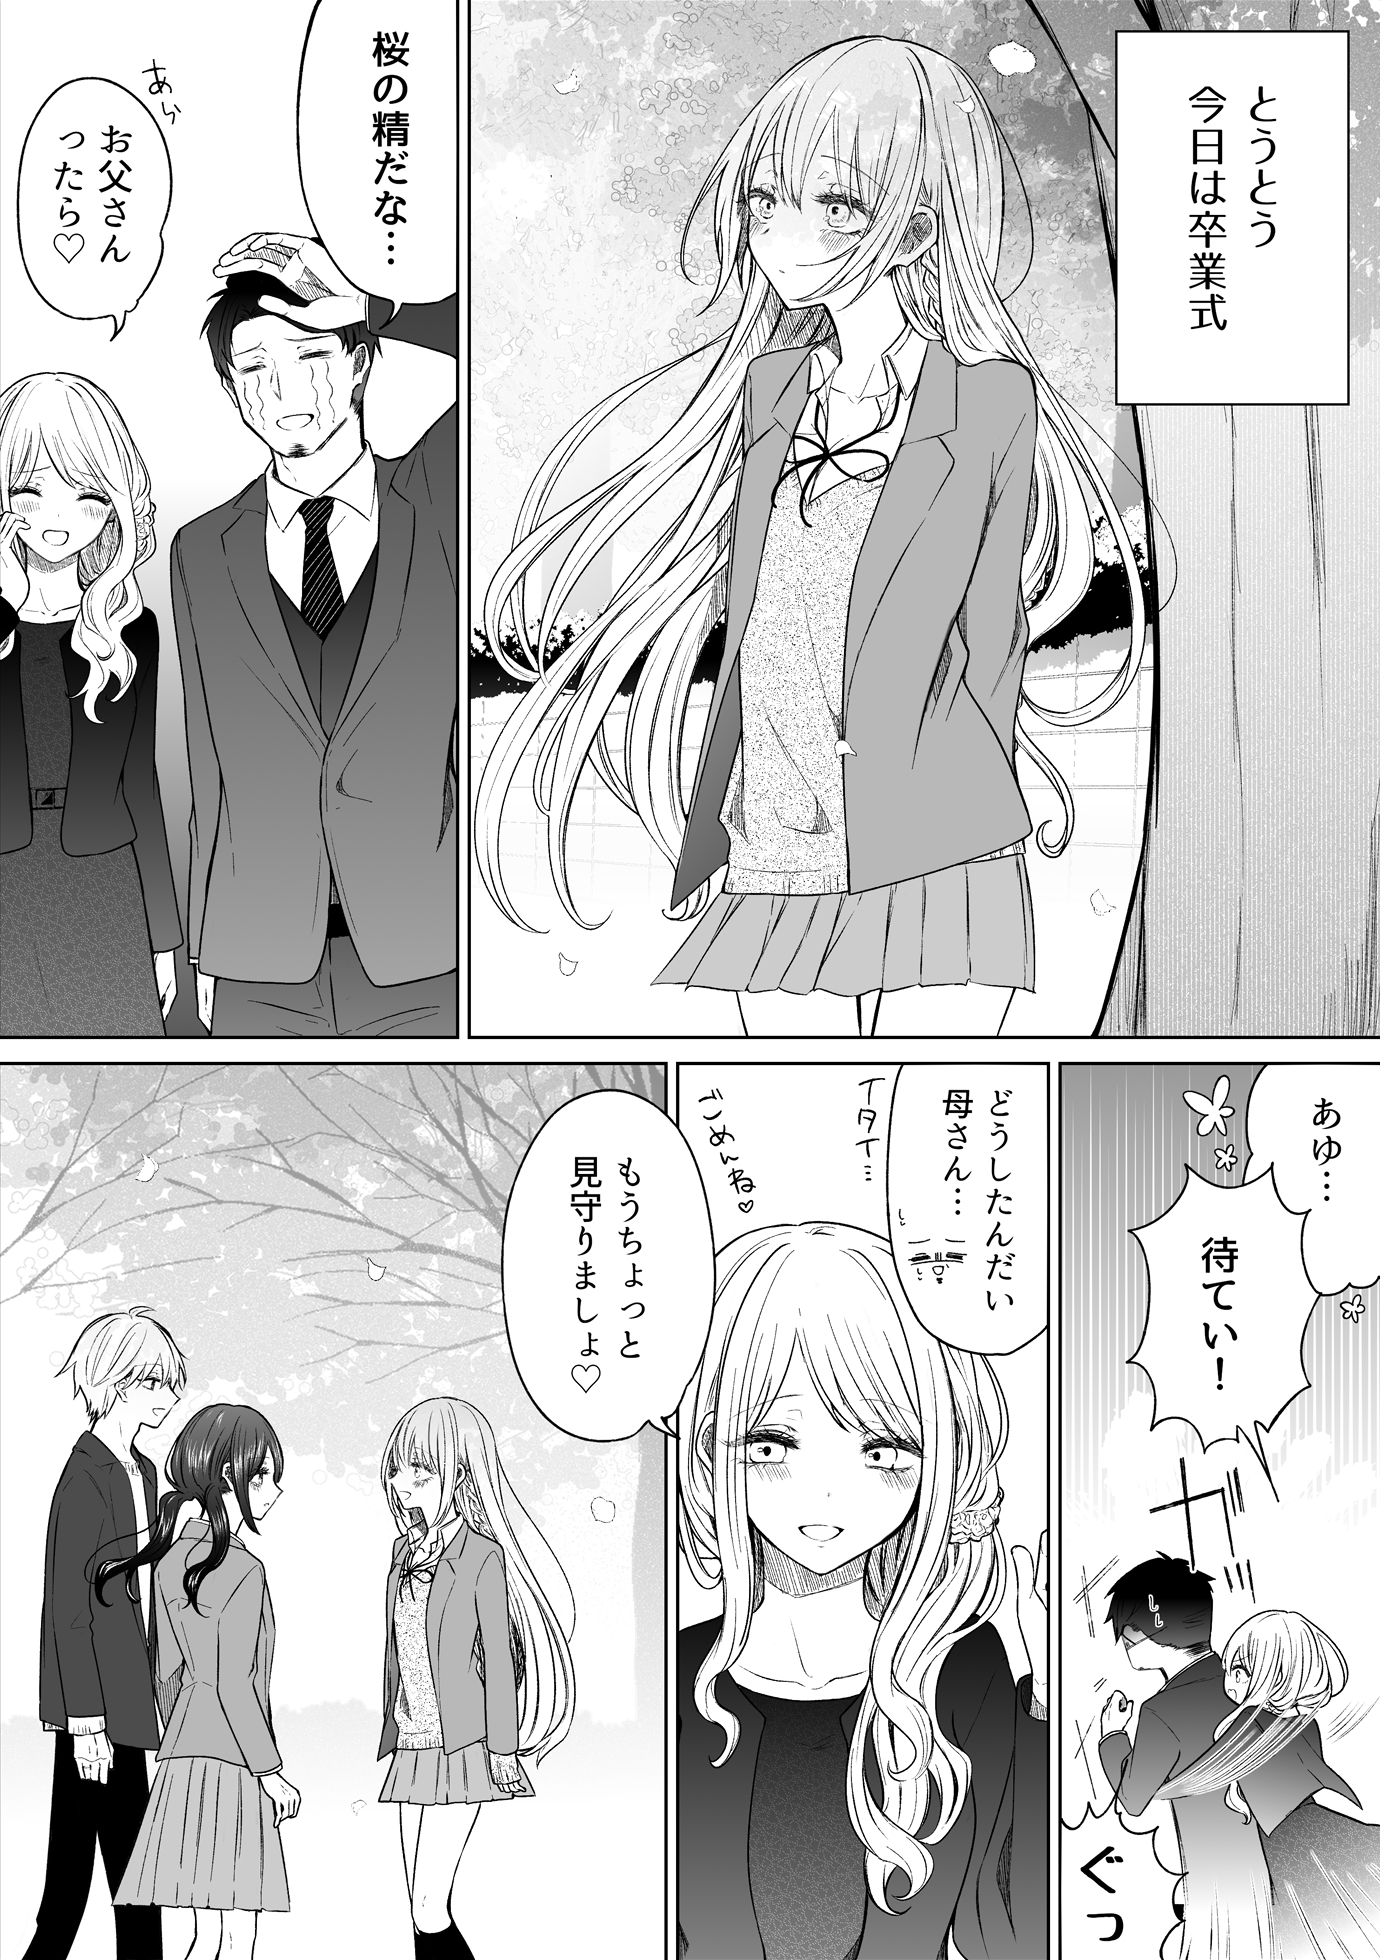 とうとう
今日は卒業式
桜の精だな…
あら
お父さん
ったら♡
あゆ…
待てい！
ぐっ
どうしたんだい
母さん…
イタイ…
ごめんね♥
もうちょっと
見守りましょ♡